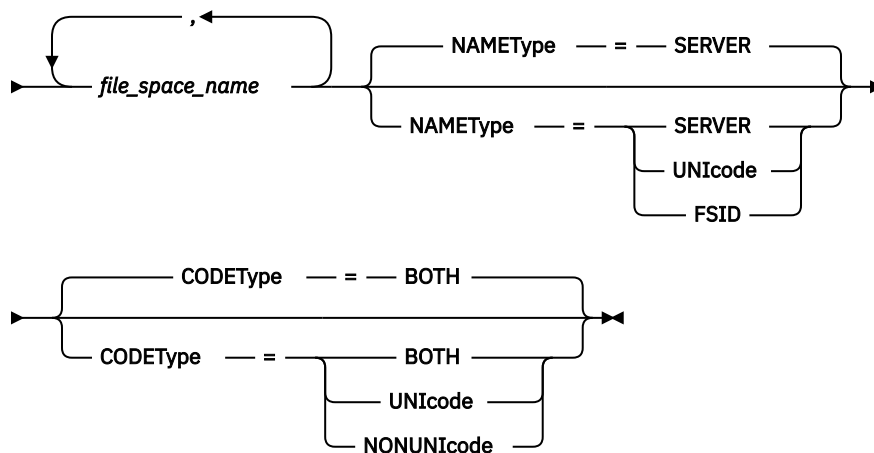 ,
NAMEType = SERVER
file_space_name
NAMEType = SERVER
UNIcode
FSID
CODEType = BOTH
CODEType = BOTH
UNIcode
NONUNIcode